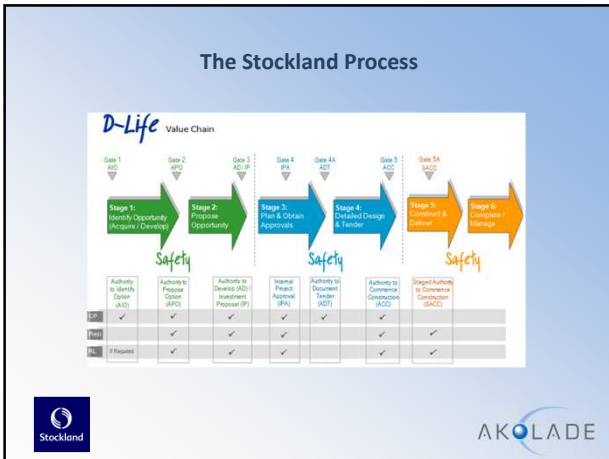 The Stockland Process
D-Life Value Chain
Gate 1
AIO
Gate 2
APO
Gate 3
AD / IP
Gate 4
IPA
Gate 4A
ADT
Gate 5
ACC
Gate 5A
SACC
Stage 1:
Identify Opportunity
(Acquire / Develop)
Stage 2:
Propose
Opportunity
Stage 3:
Plan & Obtain
Approvals
Stage 4:
Detailed Design
& Tender
Stage 5:
Construct &
Deliver
Stage 6:
Complete /
Manage
Safety
Safety
Safety
Authority
to Identify
Option
(AIO)
Authority to
Propose
Option
(APO)
Authority to
Develop (AD) /
Investment
Proposal (IP)
Internal
Project
Approval
(IPA)
Authority to
Document
Tender
(ADT)
Authority to
Commence
Construction
(ACC)
Staged Authority
to Commence
Construction
(SACC)
✓ ✓ ✓ ✓ ✓ ✓
✓ ✓ ✓ ✓ ✓
If Required ✓ ✓ ✓ ✓ ✓
Stockland
AKOLADE